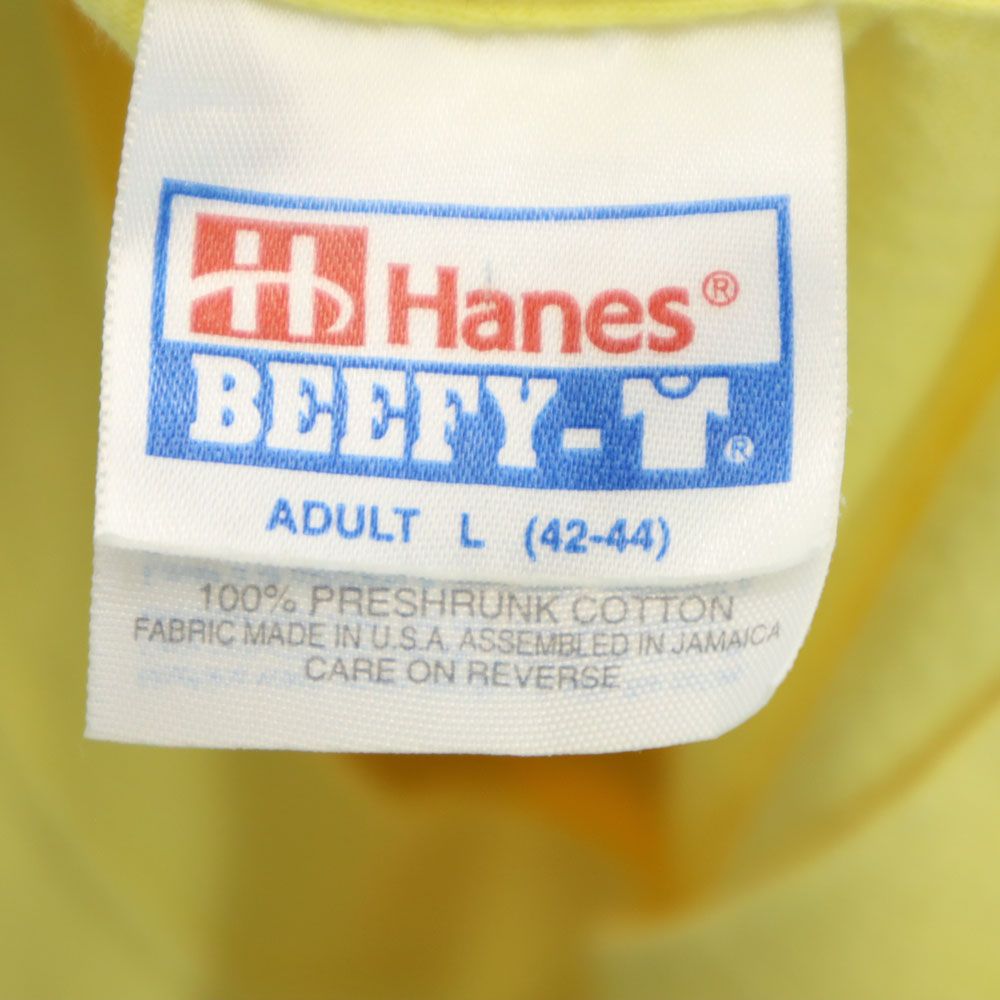 H Hanes®
BEEFY-T®
ADULT L (42-44)
100% PRESHRUNK COTTON
FABRIC MADE IN U.S.A. ASSEMBLED IN JAMAICA
CARE ON REVERSE